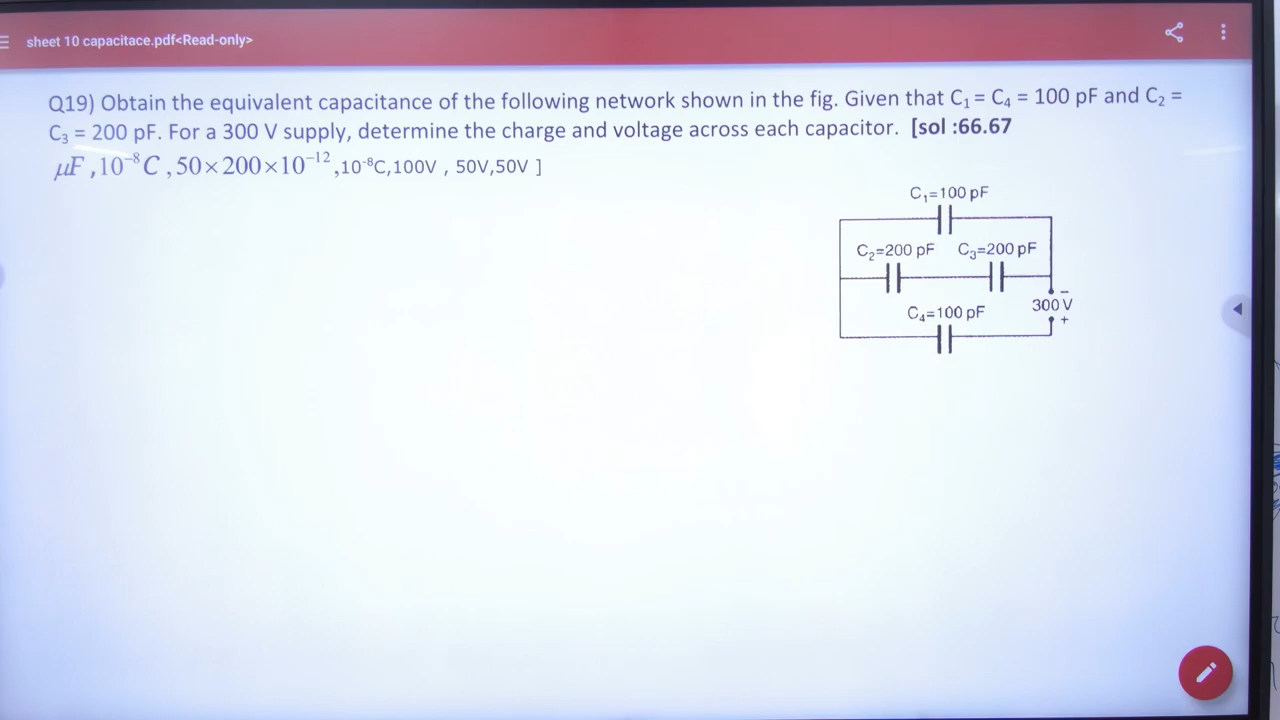 sheet 10 capacitace.pdf<Read-only>
Q19) Obtain the equivalent capacitance of the following network shown in the fig. Given that C₁ = C₄ = 100 pF and C₂ =
C₃ = 200 pF. For a 300 V supply, determine the charge and voltage across each capacitor. [sol :66.67
μF ,10⁻⁸ C , 50×200×10⁻¹² ,10⁻⁸C,100V , 50V,50V ]
C₁=100 pF
C₂=200 pF C₃=200 pF
−
C₄=100 pF 300 V
+